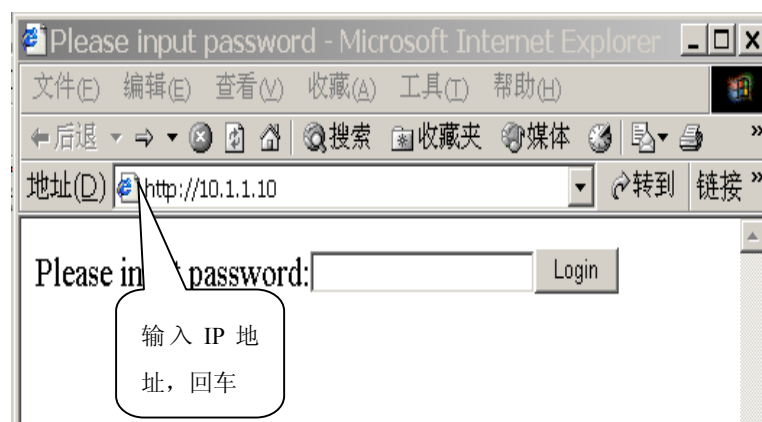 Please input password - Microsoft Internet Explorer
文件(E) 编辑(E) 查看(V) 收藏(A) 工具(T) 帮助(H)
后退 搜索 收藏夹 媒体 »
地址(D) http://10.1.1.10 转到 链接 »
Please input password: Login
输入 IP 地
址，回车